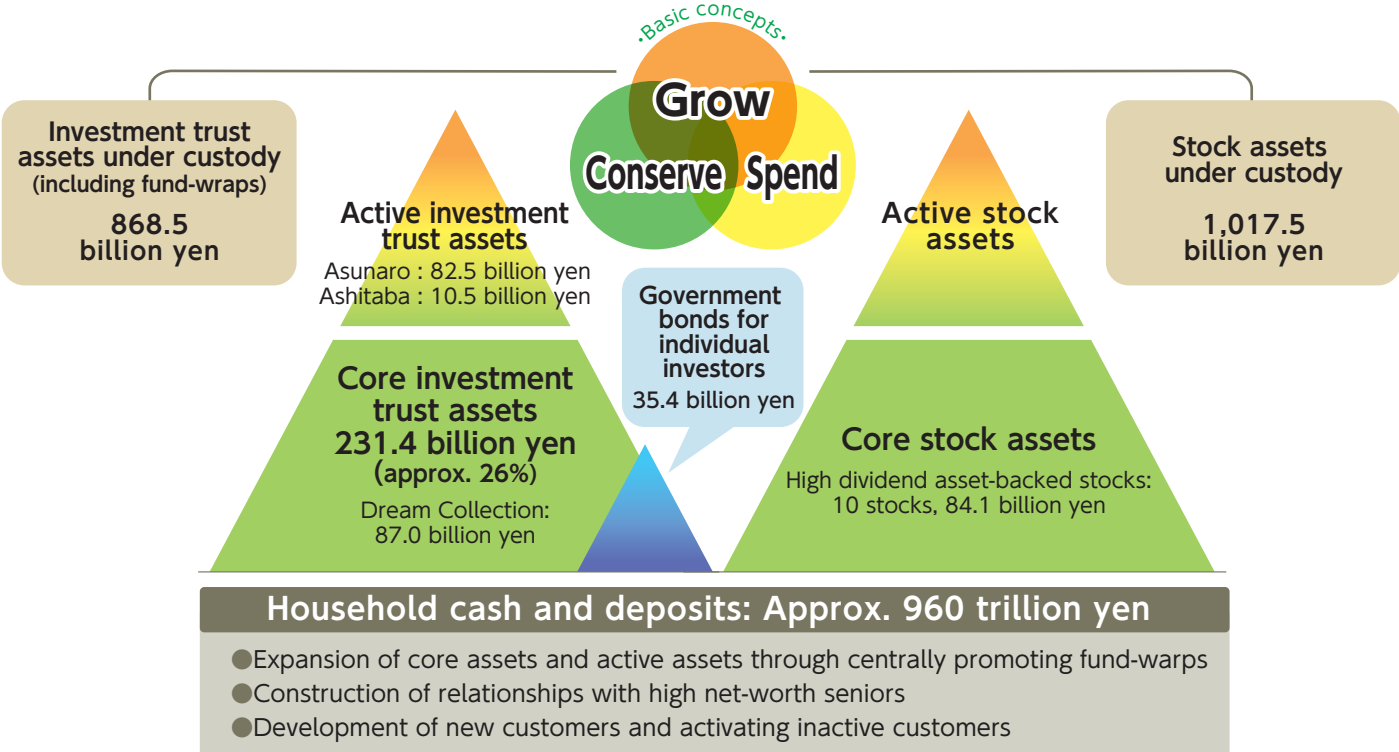 ·Basic concepts·
Grow
Conserve Spend
Investment trust
assets under custody
(including fund-wraps)
868.5
billion yen
Active investment
trust assets
Asunaro : 82.5 billion yen
Ashitaba : 10.5 billion yen
Core investment
trust assets
231.4 billion yen
(approx. 26%)
Dream Collection:
87.0 billion yen
Government
bonds for
individual
investors
35.4 billion yen
Stock assets
under custody
1,017.5
billion yen
Active stock
assets
Core stock assets
High dividend asset-backed stocks:
10 stocks, 84.1 billion yen
Household cash and deposits: Approx. 960 trillion yen
●Expansion of core assets and active assets through centrally promoting fund-warps
●Construction of relationships with high net-worth seniors
●Development of new customers and activating inactive customers